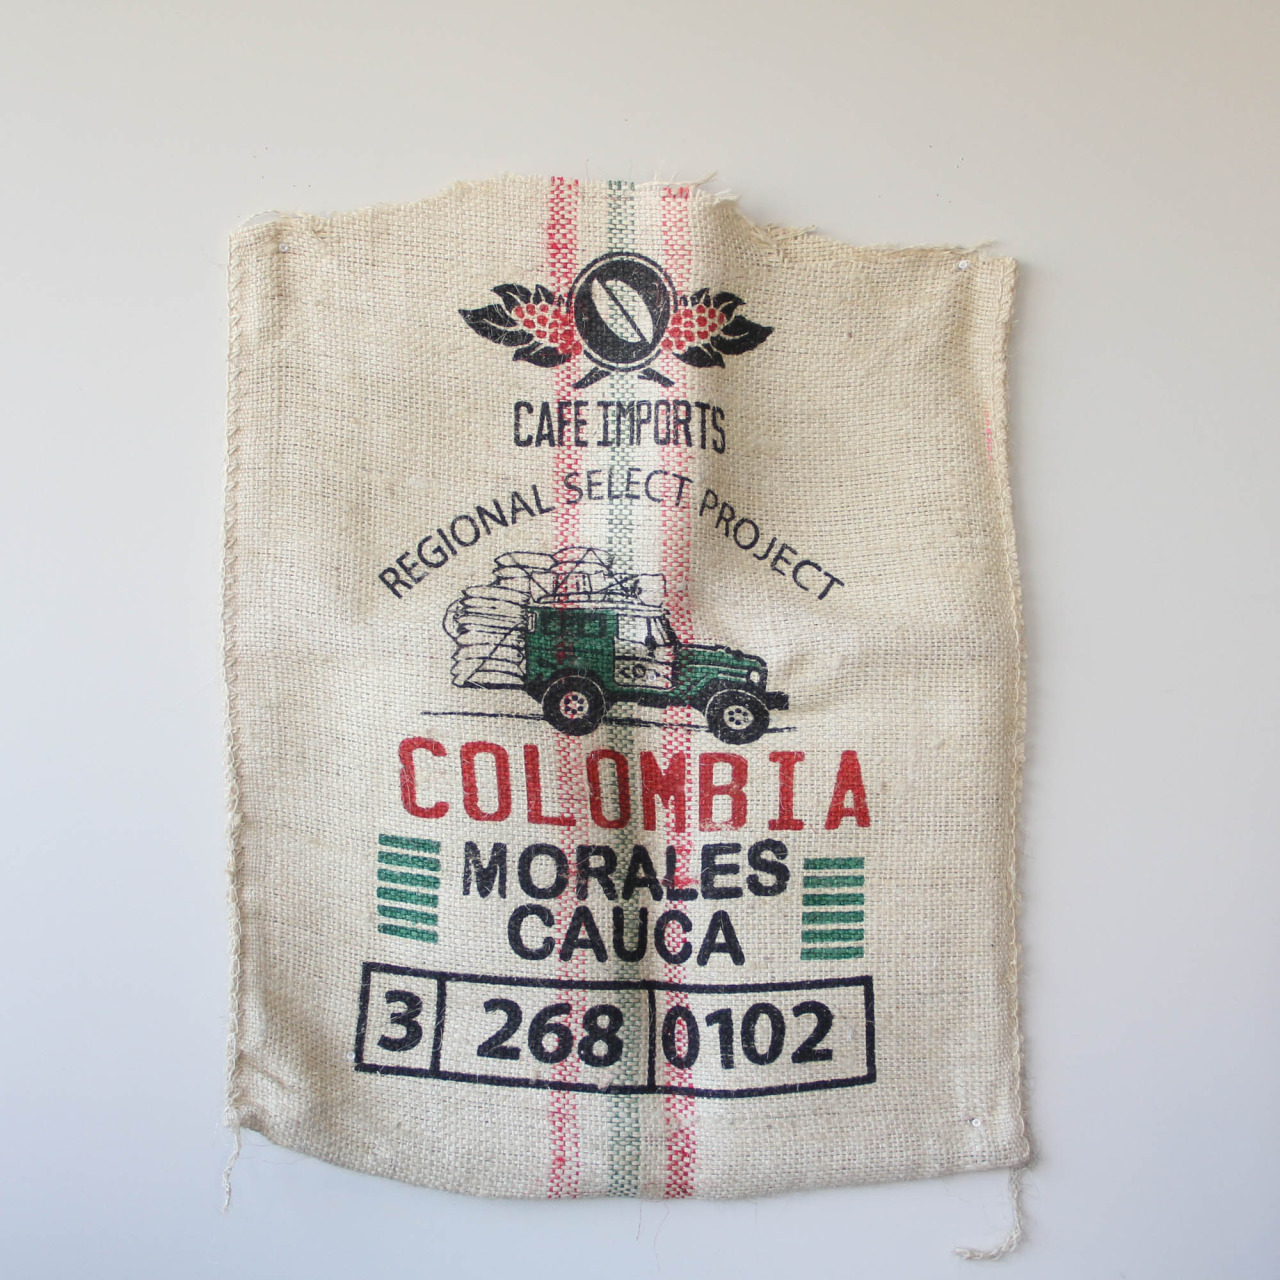 CAFE IMPORTS
REGIONAL SELECT PROJECT
COLOMBIA
MORALES
CAUCA
3 268 0102